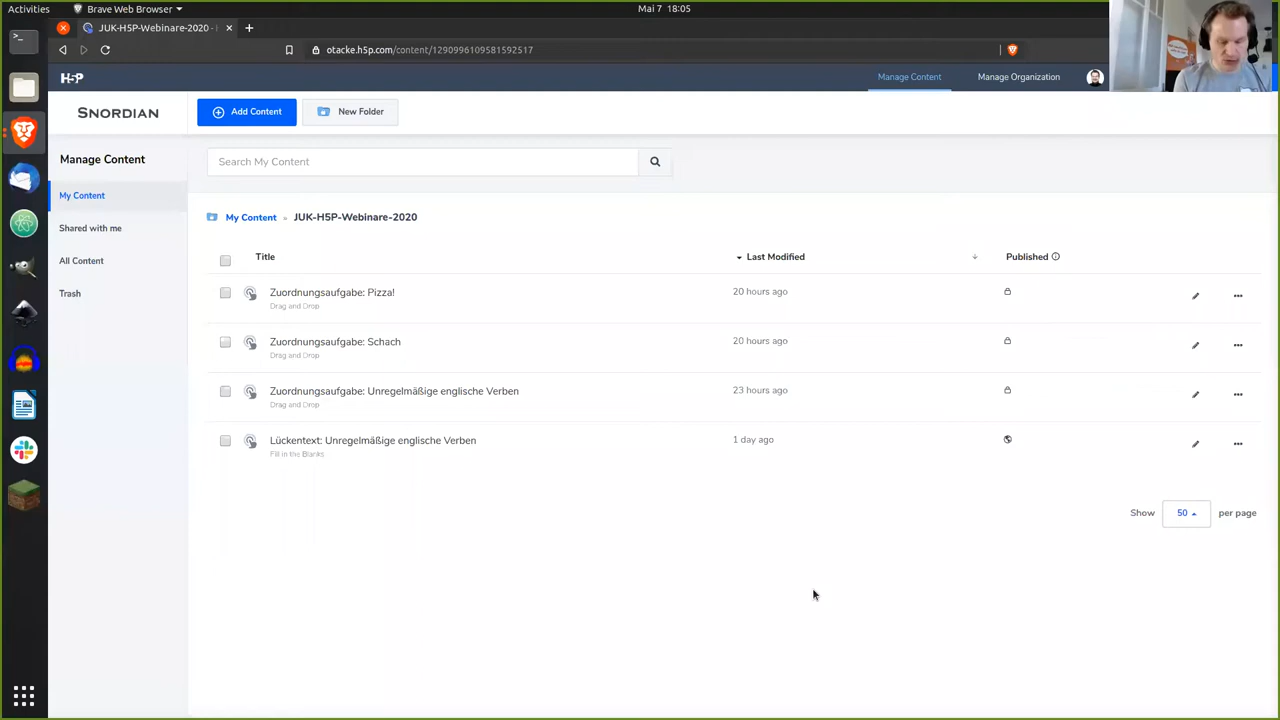 Activities
Brave Web Browser
Mai 7 18:05
JUK-H5P-Webinare-2020 -
otacke.h5p.com/content/1290996109581592517
H5P
Manage Content
Manage Organization
SNORDIAN
Add Content
New Folder
Manage Content
Search My Content
My Content
Shared with me
All Content
Trash
My Content » JUK-H5P-Webinare-2020
Title
Last Modified
Published
Zuordnungsaufgabe: Pizza!
Drag and Drop
20 hours ago
Zuordnungsaufgabe: Schach
Drag and Drop
20 hours ago
Zuordnungsaufgabe: Unregelmäßige englische Verben
Drag and Drop
23 hours ago
Lückentext: Unregelmäßige englische Verben
Fill in the Blanks
1 day ago
Show 50 per page